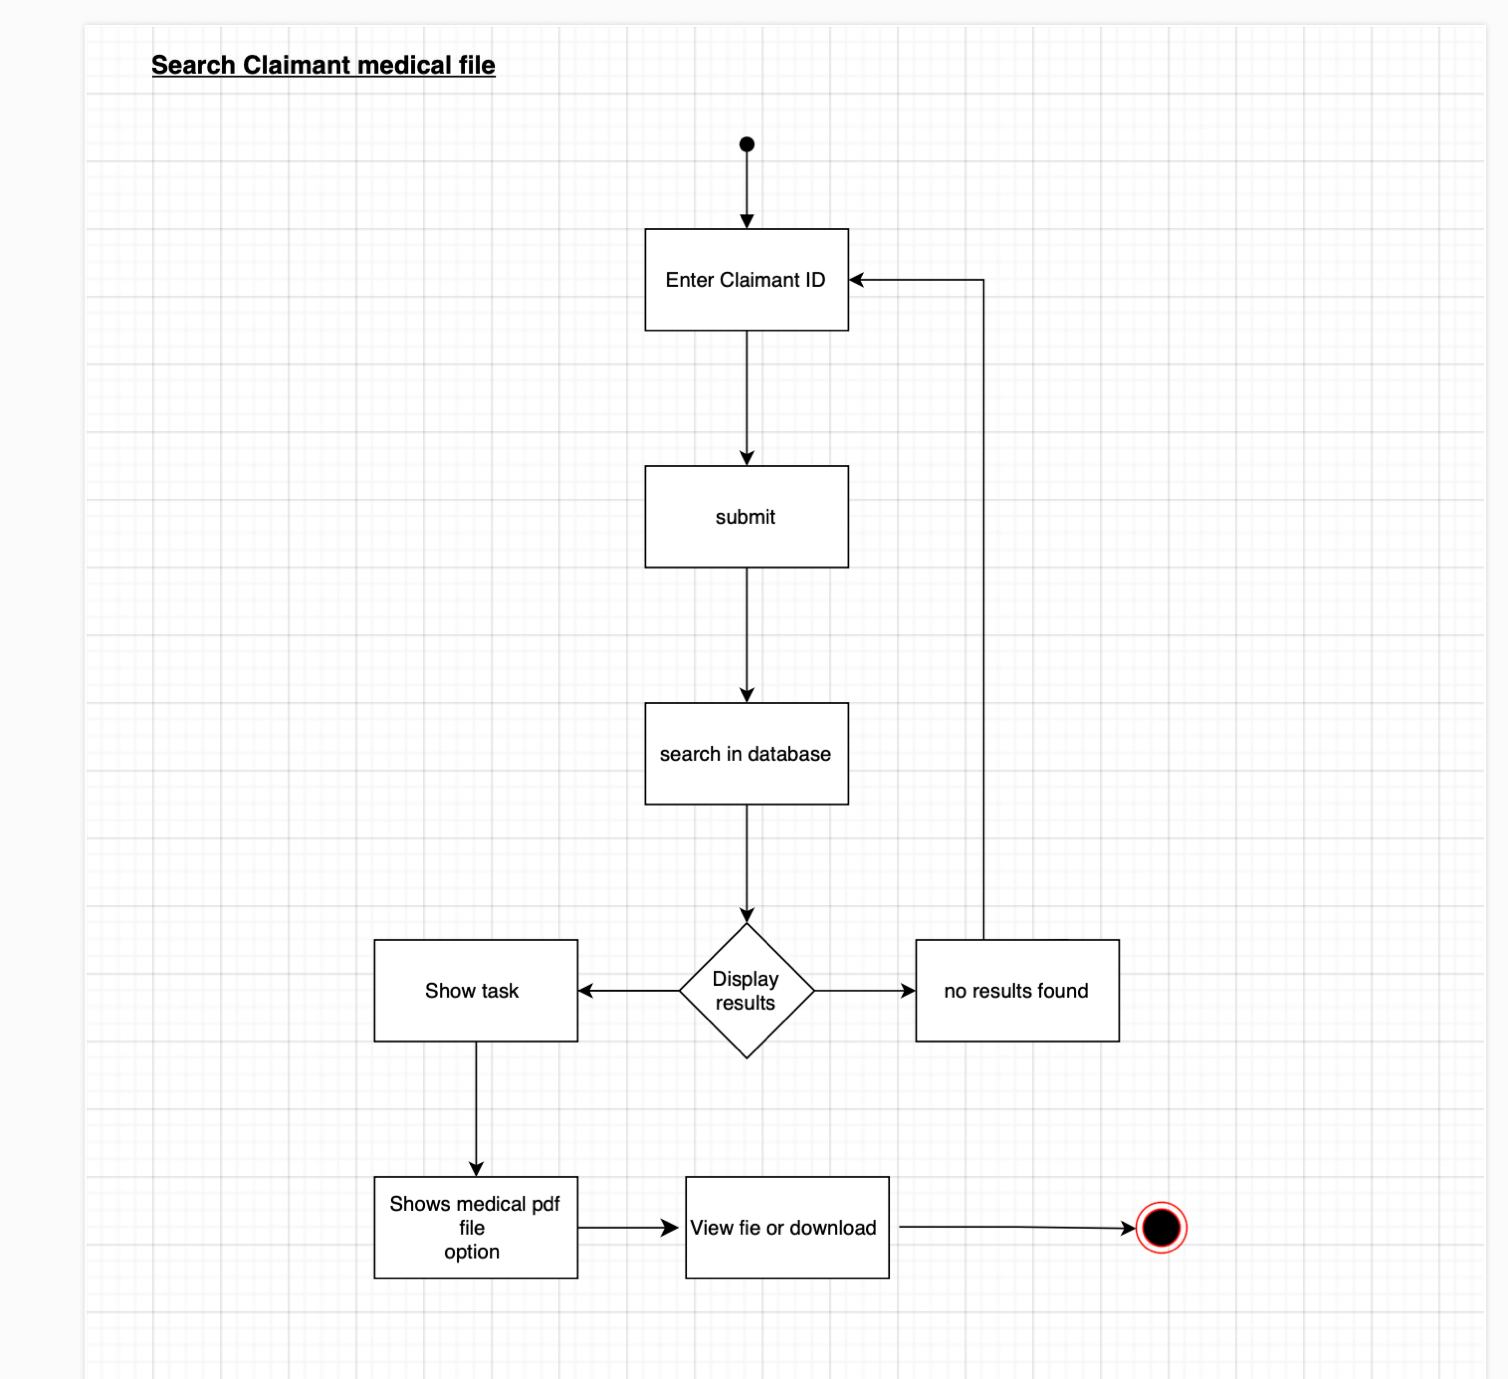 Search Claimant medical file
Enter Claimant ID
submit
search in database
Display
results
Show task
no results found
Shows medical pdf
file
option
View fie or download